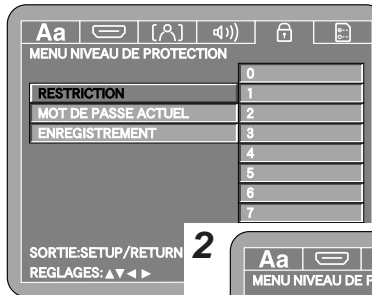 Aa
MENU NIVEAU DE PROTECTION
0
RESTRICTION 1
MOT DE PASSE ACTUEL 2
ENREGISTREMENT 3
4
5
6
7
SORTIE:SETUP/RETURN
REGLAGES:▲▼◄ ►
2
Aa
MENU NIVEAU DE